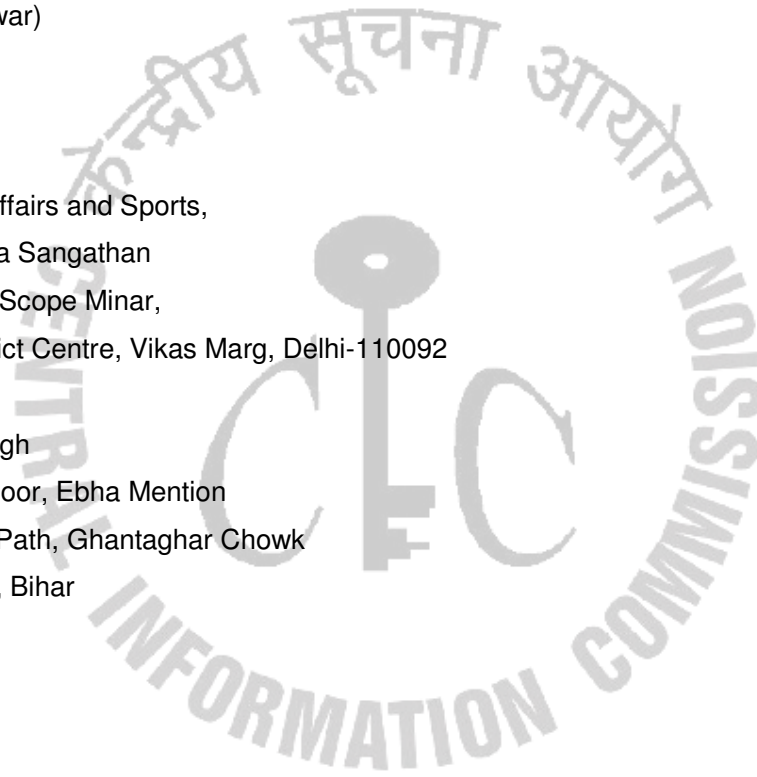 war)
केन्द्रीय सूचना आयोग
ffairs and Sports,
a Sangathan
Scope Minar,
ict Centre, Vikas Marg, Delhi-110092
gh
oor, Ebha Mention
Path, Ghantaghar Chowk
, Bihar
CENTRAL INFORMATION COMMISSION
CIC